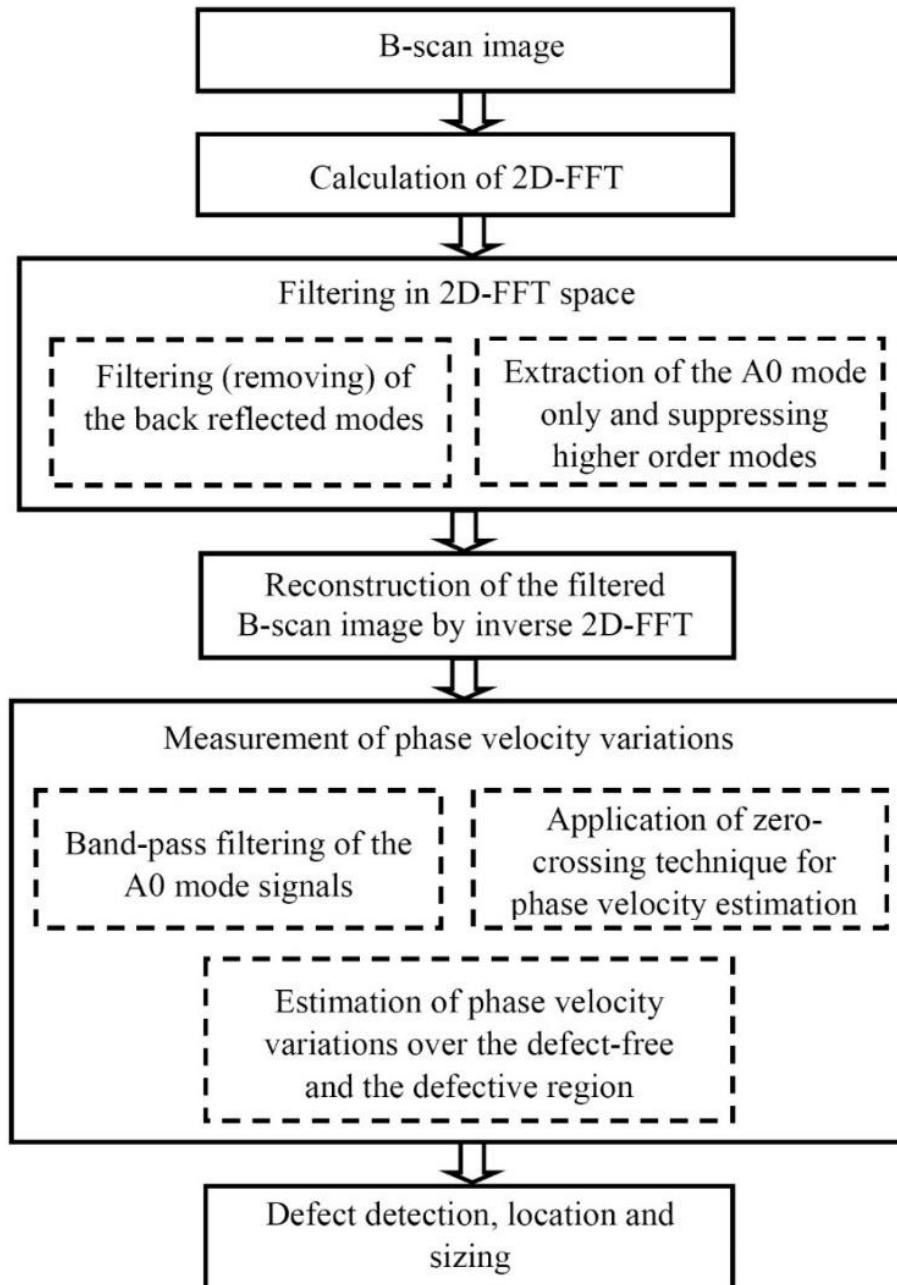 B-scan image
Calculation of 2D-FFT
Filtering in 2D-FFT space
Filtering (removing) of
the back reflected modes
Extraction of the A0 mode
only and suppressing
higher order modes
Reconstruction of the filtered
B-scan image by inverse 2D-FFT
Measurement of phase velocity variations
Band-pass filtering of the
A0 mode signals
Application of zero-
crossing technique for
phase velocity estimation
Estimation of phase velocity
variations over the defect-free
and the defective region
Defect detection, location and
sizing